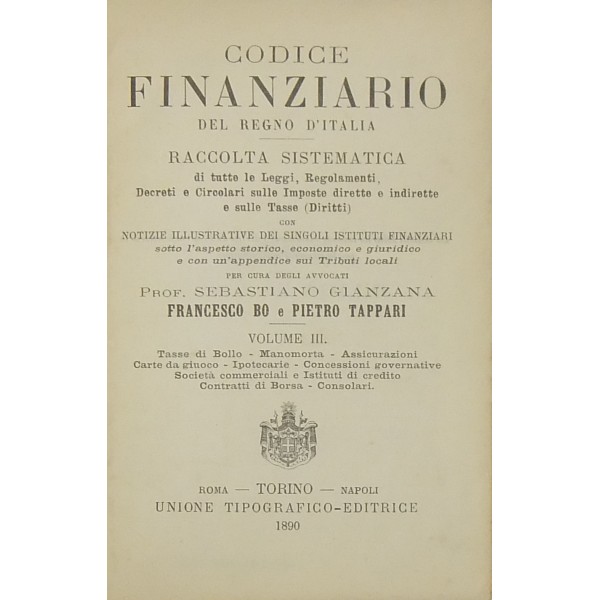 CODICE
FINANZIARIO
DEL REGNO D'ITALIA
RACCOLTA SISTEMATICA
di tutte le Leggi, Regolamenti,
Decreti e Circolari sulle Imposte dirette e indirette
e sulle Tasse (Diritti)
CON
NOTIZIE ILLUSTRATIVE DEI SINGOLI ISTITUTI FINANZIARI
sotto l'aspetto storico, economico e giuridico
e con un'appendice sui Tributi locali
PER CURA DEGLI AVVOCATI
PROF. SEBASTIANO GIANZANA
FRANCESCO BO e PIETRO TAPPARI
VOLUME III.
Tasse di Bollo - Manomorta - Assicurazioni
Carte da giuoco - Ipotecarie - Concessioni governative
Società commerciali e Istituti di credito
Contratti di Borsa - Consolari.
ROMA — TORINO — NAPOLI
UNIONE TIPOGRAFICO-EDITRICE
1890